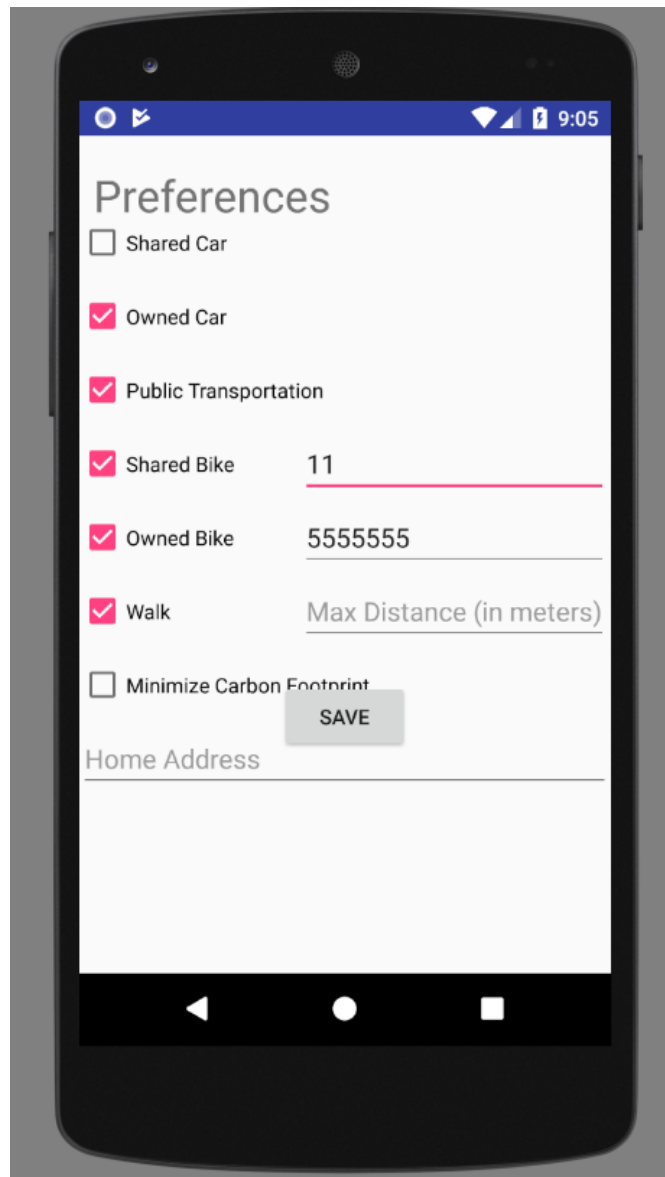 9:05
Preferences
Shared Car
Owned Car
Public Transportation
Shared Bike 11
Owned Bike 5555555
Walk Max Distance (in meters)
Minimize Carbon Footprint
SAVE
Home Address